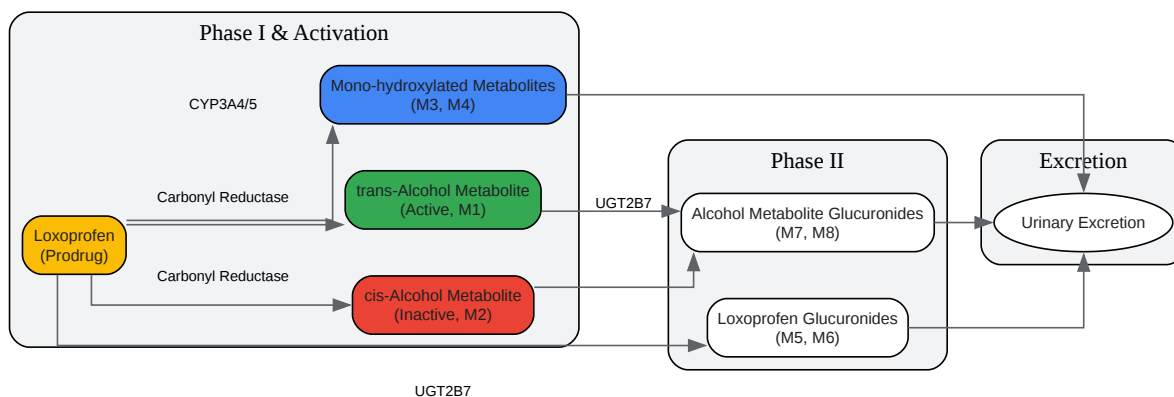 Phase I & Activation
CYP3A4/5
Mono-hydroxylated Metabolites
(M3, M4)
Carbonyl Reductase
trans-Alcohol Metabolite
(Active, M1)
Loxoprofen
(Prodrug)
Carbonyl Reductase
cis-Alcohol Metabolite
(Inactive, M2)
UGT2B7
Phase II
Alcohol Metabolite Glucuronides
(M7, M8)
Loxoprofen Glucuronides
(M5, M6)
Excretion
Urinary Excretion
UGT2B7